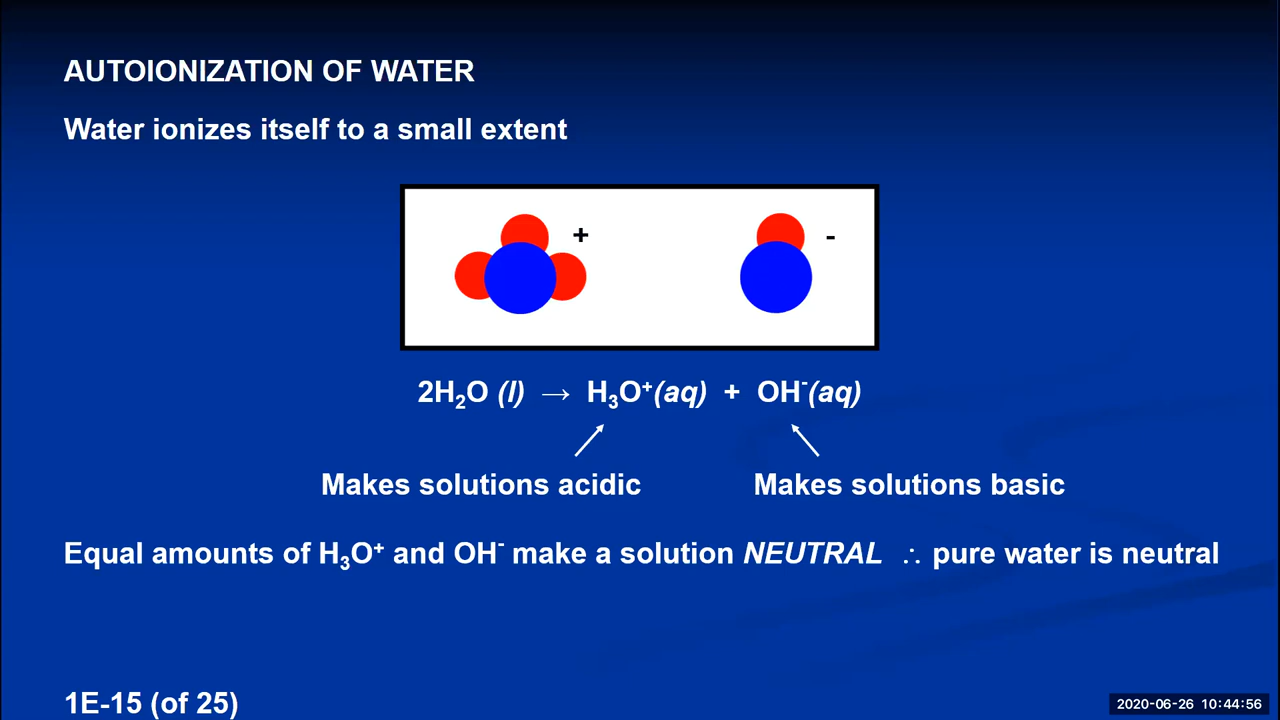 AUTOIONIZATION OF WATER
Water ionizes itself to a small extent
+ -
2H₂O (l) → H₃O⁺(aq) + OH⁻(aq)
Makes solutions acidic Makes solutions basic
Equal amounts of H₃O⁺ and OH⁻ make a solution NEUTRAL ∴ pure water is neutral
1E-15 (of 25)
2020-06-26 10:44:56